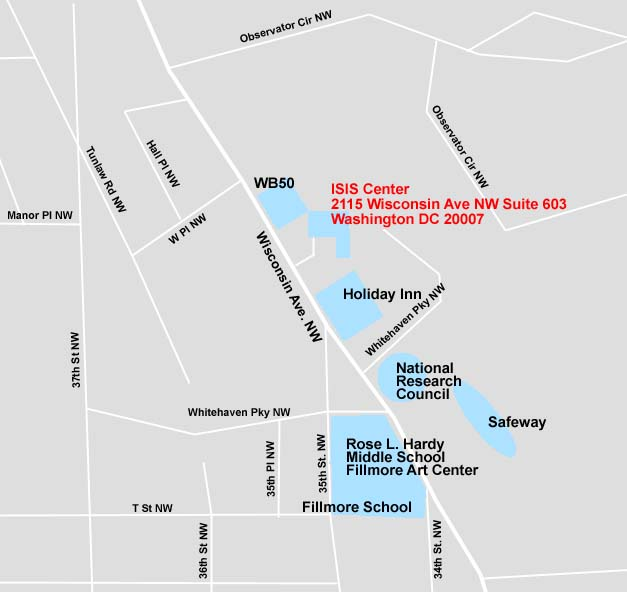 Observator Cir NW
Observator Cir NW
Hall Pl NW
Tunlaw Rd NW
WB50
ISIS Center
2115 Wisconsin Ave NW Suite 603
Washington DC 20007
Manor Pl NW
W Pl NW
Wisconsin Ave. NW
Holiday Inn
Whitehaven Pky NW
37th St NW
National
Research
Council
Whitehaven Pky NW
Safeway
35th Pl NW
35th St. NW
Rose L. Hardy
Middle School
Fillmore Art Center
T St NW
Fillmore School
36th St NW
34th St. NW